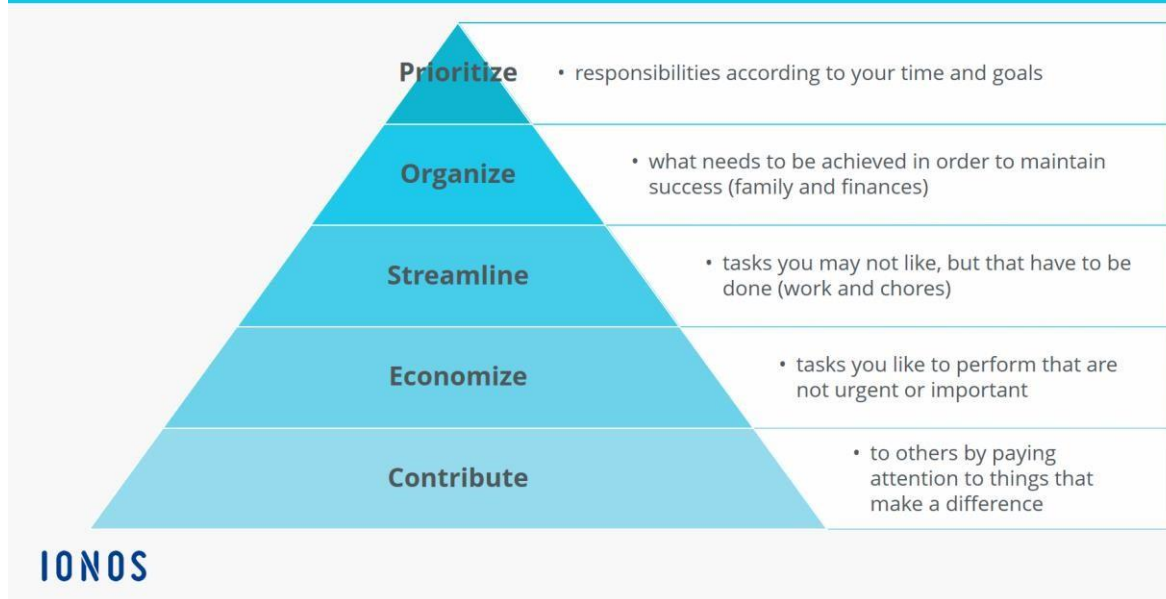 Prioritize
• responsibilities according to your time and goals
Organize
• what needs to be achieved in order to maintain
success (family and finances)
Streamline
• tasks you may not like, but that have to be
done (work and chores)
Economize
• tasks you like to perform that are
not urgent or important
Contribute
• to others by paying
attention to things that
make a difference
IONOS